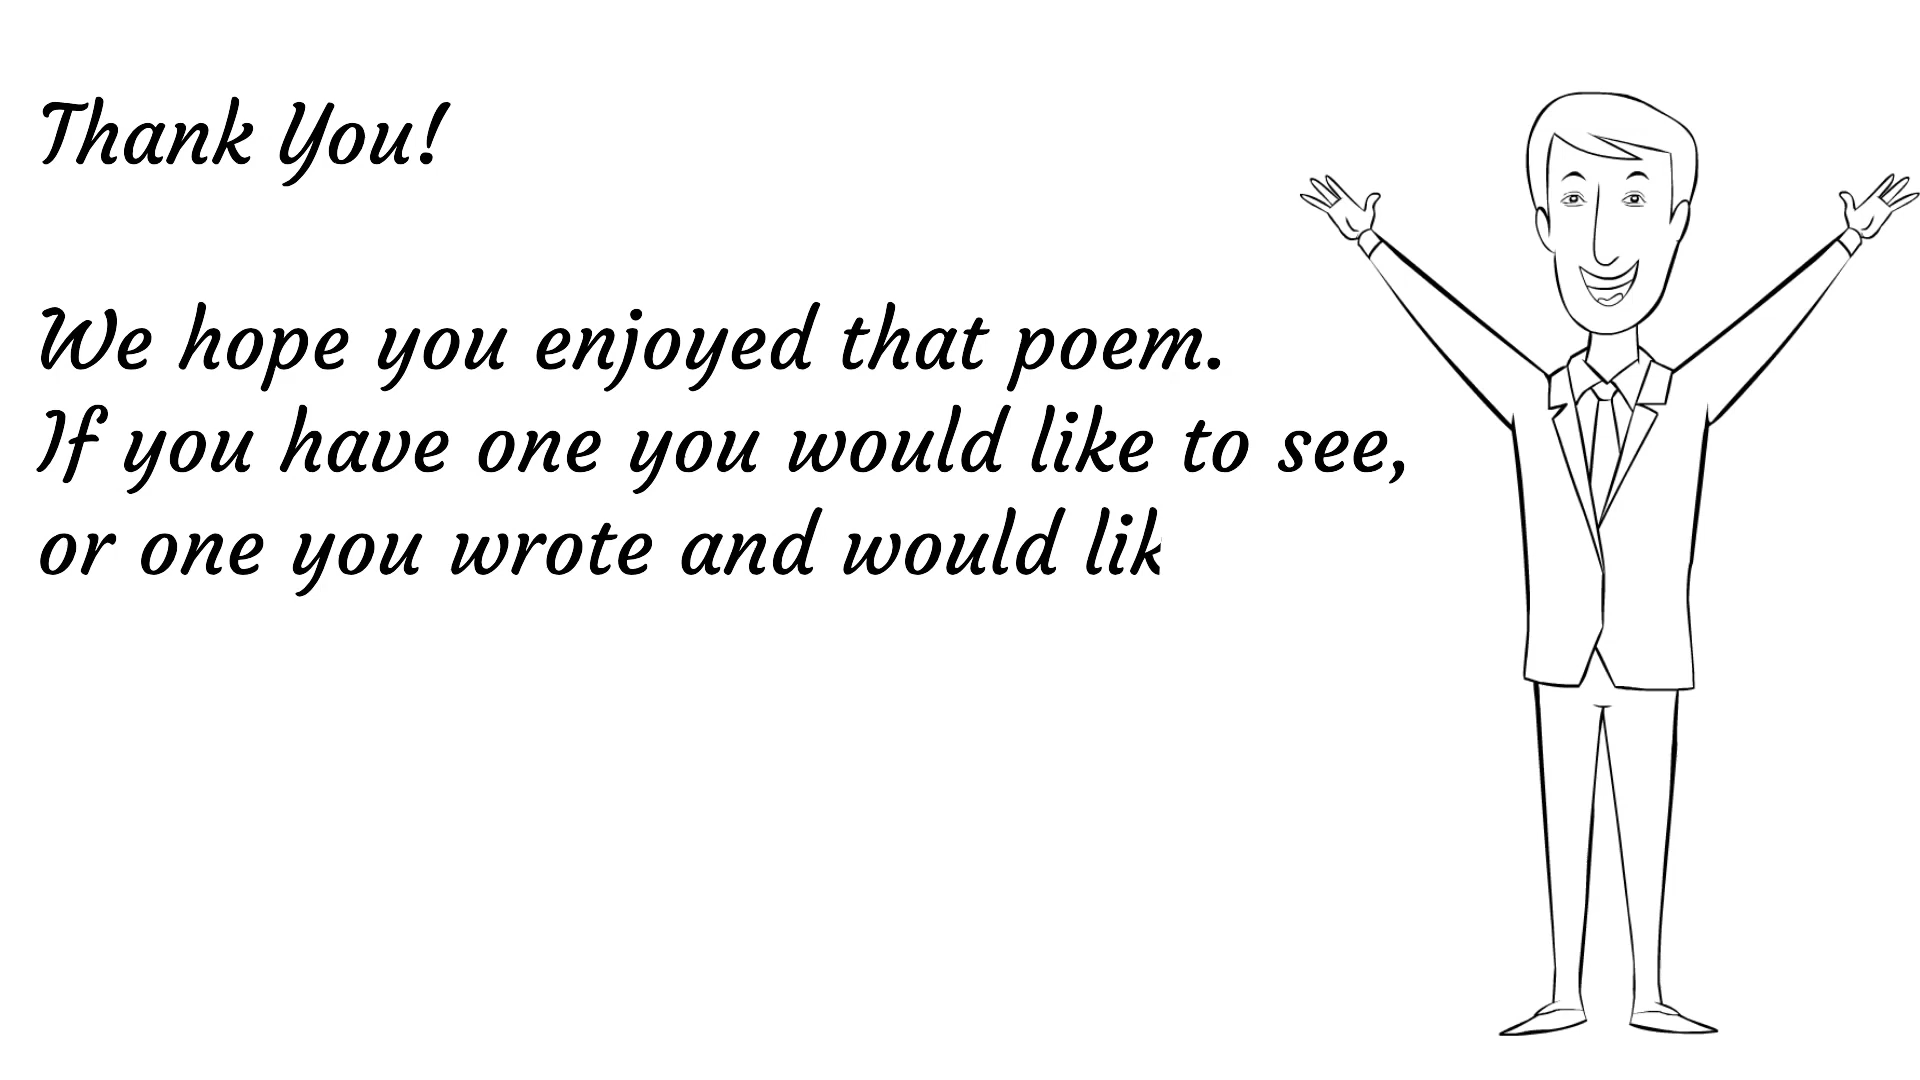 Thank You!
We hope you enjoyed that poem.
If you have one you would like to see,
or one you wrote and would lik